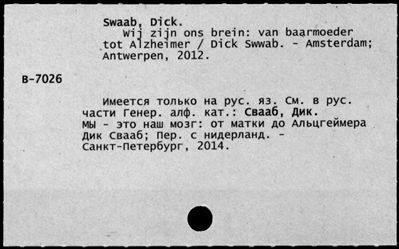 Swaab, Dick.
Wij zijn ons brein: van baarmoeder
tot Alzheimer / Dick Swwab. - Amsterdam;
Antwerpen, 2012.
B-7026
Имеется только на рус. яз. См. в рус.
части Генер. алф. кат.: Свааб, Дик.
Мы - это наш мозг: от матки до Альцгеймера
Дик Свааб; Пер. с нидерланд. -
Санкт-Петербург, 2014.